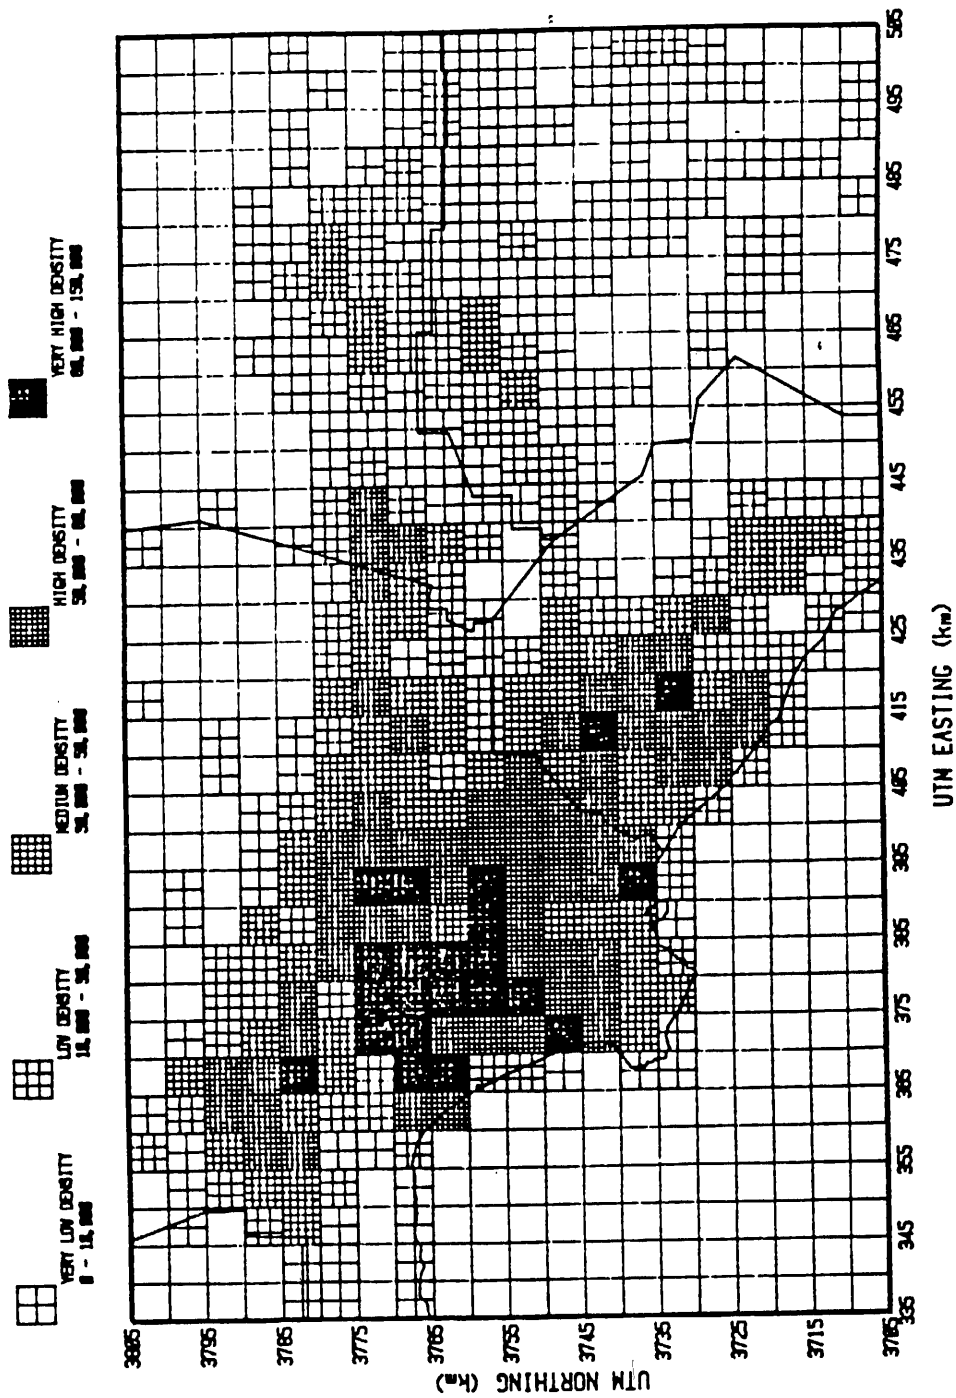 VERY LOW DENSITY
0 - 10,000
LOW DENSITY
10,000 - 30,000
MEDIUM DENSITY
30,000 - 50,000
HIGH DENSITY
50,000 - 80,000
VERY HIGH DENSITY
80,000 - 150,000
UTM NORTHING (km)
3805
3795
3785
3775
3765
3755
3745
3735
3725
3715
3705
335
345
355
365
375
385
395
405
415
425
435
445
455
465
475
485
495
505
UTM EASTING (km)